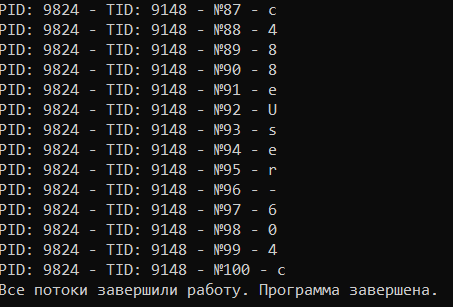 PID: 9824 - TID: 9148 - №87 - c
PID: 9824 - TID: 9148 - №88 - 4
PID: 9824 - TID: 9148 - №89 - 8
PID: 9824 - TID: 9148 - №90 - 8
PID: 9824 - TID: 9148 - №91 - e
PID: 9824 - TID: 9148 - №92 - U
PID: 9824 - TID: 9148 - №93 - s
PID: 9824 - TID: 9148 - №94 - e
PID: 9824 - TID: 9148 - №95 - r
PID: 9824 - TID: 9148 - №96 - -
PID: 9824 - TID: 9148 - №97 - 6
PID: 9824 - TID: 9148 - №98 - 0
PID: 9824 - TID: 9148 - №99 - 4
PID: 9824 - TID: 9148 - №100 - c
Все потоки завершили работу. Программа завершена.